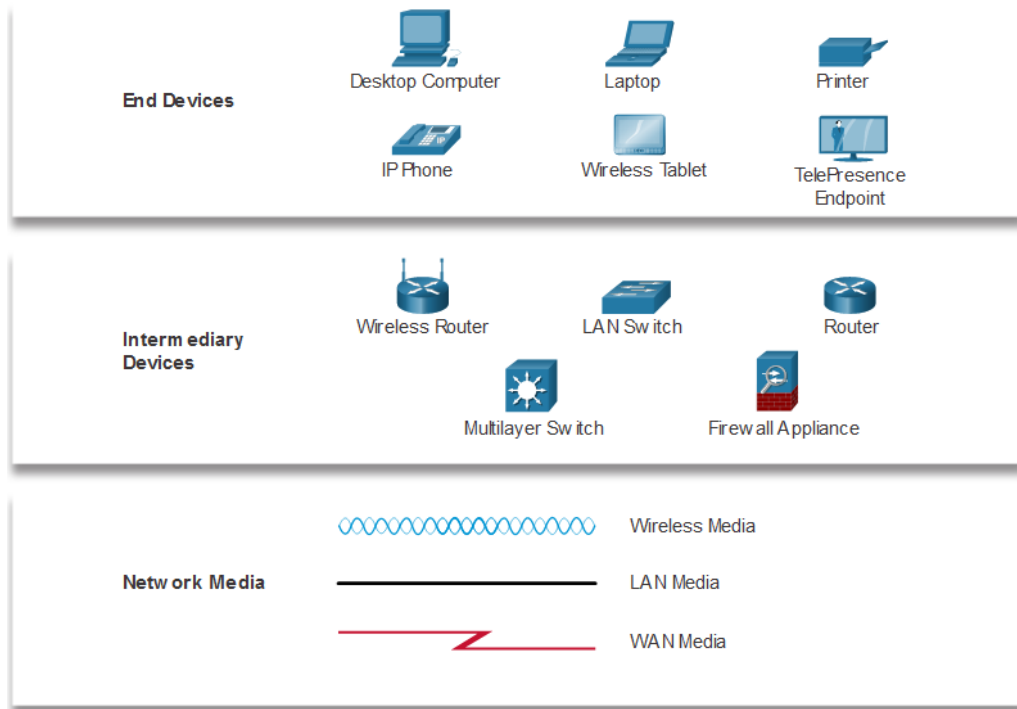 Desktop Computer
Laptop
Printer
End Devices
IP
IP Phone
Wireless Tablet
TelePresence
Endpoint
Wireless Router
LAN Switch
Router
Intermediary
Devices
Multilayer Switch
Firewall Appliance
Wireless Media
Network Media
LAN Media
WAN Media